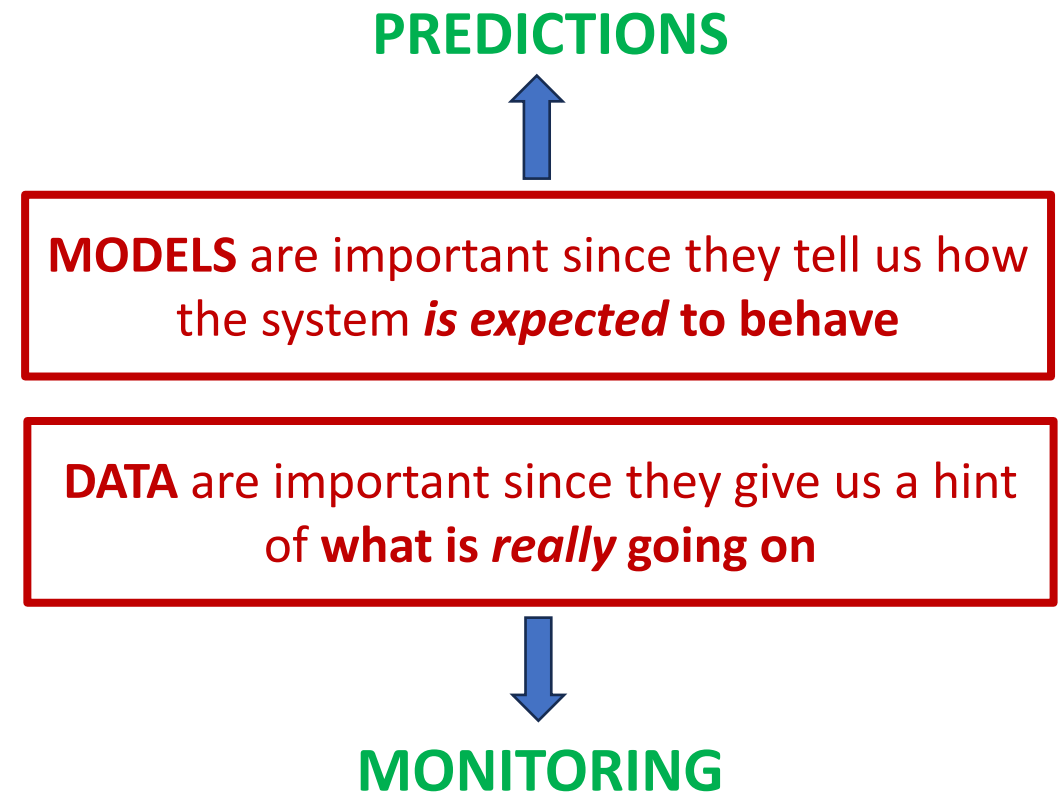 PREDICTIONS
MODELS are important since they tell us how
the system is expected to behave
DATA are important since they give us a hint
of what is really going on
MONITORING